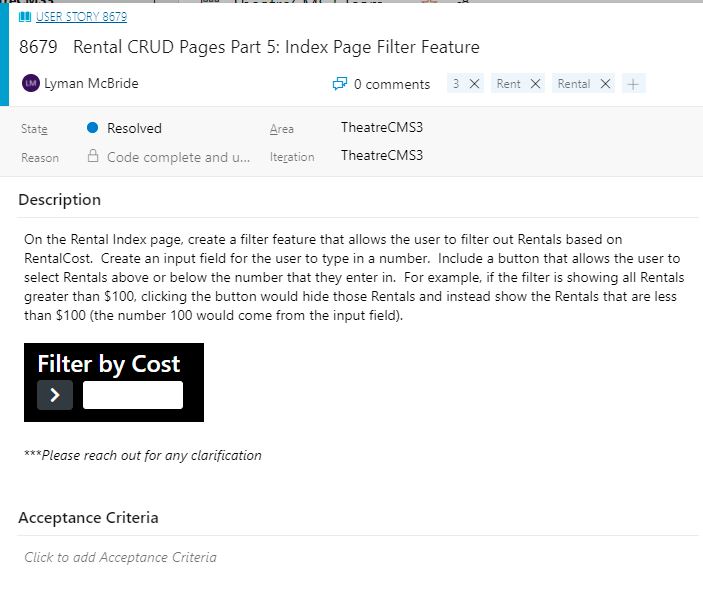 USER STORY 8679
8679 Rental CRUD Pages Part 5: Index Page Filter Feature
LM Lyman McBride 0 comments 3 Rent Rental
State Resolved Area TheatreCMS3
Reason Code complete and u... Iteration TheatreCMS3
Description
On the Rental Index page, create a filter feature that allows the user to filter out Rentals based on
RentalCost. Create an input field for the user to type in a number. Include a button that allows the user to
select Rentals above or below the number that they enter in. For example, if the filter is showing all Rentals
greater than $100, clicking the button would hide those Rentals and instead show the Rentals that are less
than $100 (the number 100 would come from the input field).
Filter by Cost
>
***Please reach out for any clarification
Acceptance Criteria
Click to add Acceptance Criteria